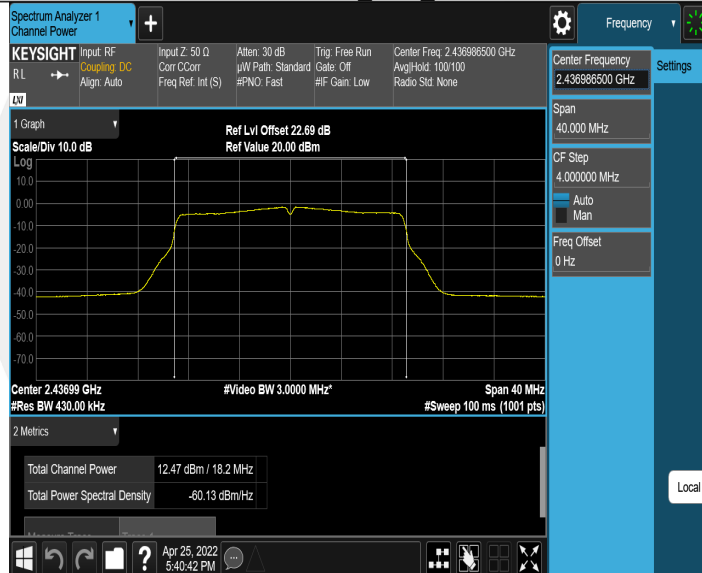 Spectrum Analyzer 1
Channel Power
Frequency
KEYSIGHT
R L
LXI
Input: RF
Coupling: DC
Align: Auto
Input Z: 50 Ω
Corr CCorr
Freq Ref: Int (S)
Atten: 30 dB
µW Path: Standard
#PNO: Fast
Trig: Free Run
Gate: Off
#IF Gain: Low
Center Freq: 2.436986500 GHz
Avg|Hold: 100/100
Radio Std: None
Center Frequency
2.436986500 GHz
Settings
Span
40.000 MHz
CF Step
4.000000 MHz
Auto
Man
Freq Offset
0 Hz
1 Graph
Scale/Div 10.0 dB
Ref Lvl Offset 22.69 dB
Ref Value 20.00 dBm
Log
10.0
0.00
-10.0
-20.0
-30.0
-40.0
-50.0
-60.0
-70.0
Center 2.43699 GHz
#Video BW 3.0000 MHz*
Span 40 MHz
#Res BW 430.00 kHz
#Sweep 100 ms (1001 pts)
2 Metrics
Total Channel Power 12.47 dBm / 18.2 MHz
Total Power Spectral Density -60.13 dBm/Hz
Local
?
Apr 25, 2022
5:40:42 PM